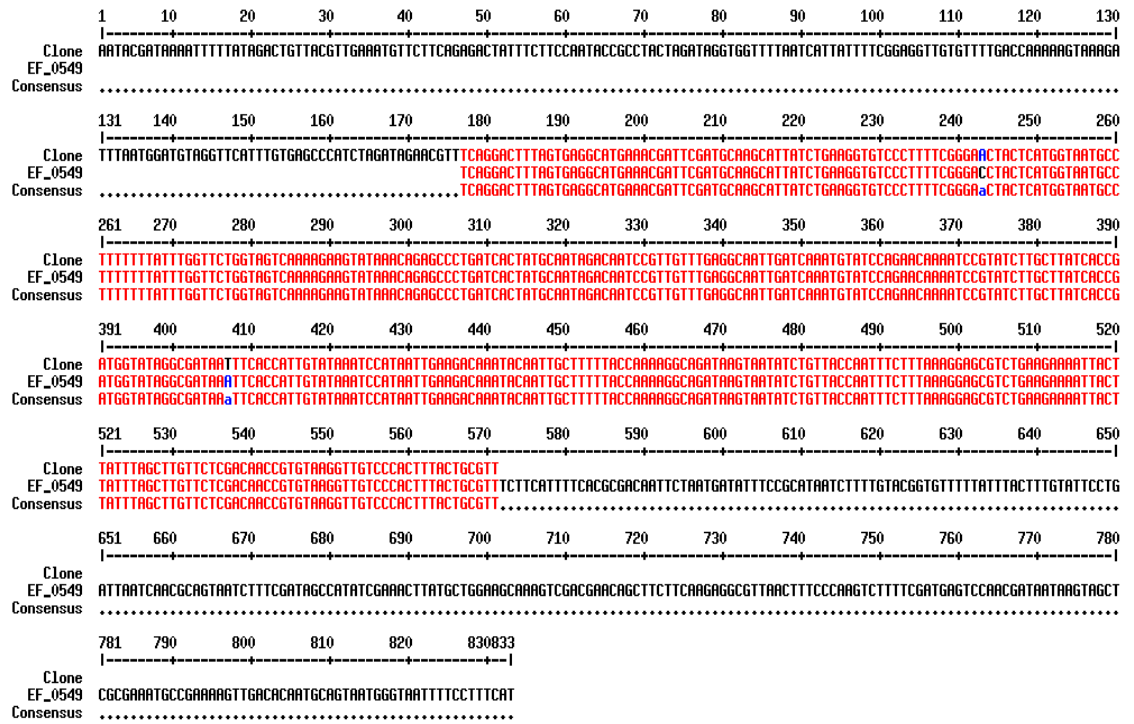 1 10 20 30 40 50 60 70 80 90 100 110 120 130
|--------+---------+---------+---------+---------+---------+---------+---------+---------+---------+---------+---------+---------|
Clone AATACGATAAAATTTTTATAGACTGTTACGTTGAAATGTTCTTCAGAGACTATTTCTTCCAATACCGCCTACTAGATAGGTGGTTTTAATCATTATTTTCGGAGGTTGTGTTTTGACCAAAAAGTAAAGA
EF_0549
Consensus ..................................................................................................................................
131 140 150 160 170 180 190 200 210 220 230 240 250 260
|--------+---------+---------+---------+---------+---------+---------+---------+---------+---------+---------+---------+---------|
Clone TTTAATGGATGTAGGTTCATTTGTGAGCCCATCTAGATAGAACGTTTCAGGACTTTAGTGAGGCATGAAACGATTCGATGCAAGCATTATCTGAAGGTGTCCCTTTTCGGGAACTACTCATGGTAATGCC
EF_0549 TCAGGACTTTAGTGAGGCATGAAACGATTCGATGCAAGCATTATCTGAAGGTGTCCCTTTTCGGGACCTACTCATGGTAATGCC
Consensus ..............................................TCAGGACTTTAGTGAGGCATGAAACGATTCGATGCAAGCATTATCTGAAGGTGTCCCTTTTCGGGAaCTACTCATGGTAATGCC
261 270 280 290 300 310 320 330 340 350 360 370 380 390
|--------+---------+---------+---------+---------+---------+---------+---------+---------+---------+---------+---------+---------|
Clone TTTTTTTATTTGGTTCTGGTAGTCAAAAGAAGTATAAACAGAGCCCTGATCACTATGCAATAGACAATCCGTTGTTTGAGGCAATTGATCAAATGTATCCAGAACAAAATCCGTATCTTGCTTATCACCG
EF_0549 TTTTTTTATTTGGTTCTGGTAGTCAAAAGAAGTATAAACAGAGCCCTGATCACTATGCAATAGACAATCCGTTGTTTGAGGCAATTGATCAAATGTATCCAGAACAAAATCCGTATCTTGCTTATCACCG
Consensus TTTTTTTATTTGGTTCTGGTAGTCAAAAGAAGTATAAACAGAGCCCTGATCACTATGCAATAGACAATCCGTTGTTTGAGGCAATTGATCAAATGTATCCAGAACAAAATCCGTATCTTGCTTATCACCG
391 400 410 420 430 440 450 460 470 480 490 500 510 520
|--------+---------+---------+---------+---------+---------+---------+---------+---------+---------+---------+---------+---------|
Clone ATGGTATAGGCGATAATTTCACCATTGTATAAATCCATAATTGAAGACAAATACAATTGCTTTTTACCAAAAGGCAGATAAGTAATATCTGTTACCAATTTCTTTAAAGGAGCGTCTGAAGAAAATTACT
EF_0549 ATGGTATAGGCGATAAATTCACCATTGTATAAATCCATAATTGAAGACAAATACAATTGCTTTTTACCAAAAGGCAGATAAGTAATATCTGTTACCAATTTCTTTAAAGGAGCGTCTGAAGAAAATTACT
Consensus ATGGTATAGGCGATAAaTTCACCATTGTATAAATCCATAATTGAAGACAAATACAATTGCTTTTTACCAAAAGGCAGATAAGTAATATCTGTTACCAATTTCTTTAAAGGAGCGTCTGAAGAAAATTACT
521 530 540 550 560 570 580 590 600 610 620 630 640 650
|--------+---------+---------+---------+---------+---------+---------+---------+---------+---------+---------+---------+---------|
Clone TATTTAGCTTGTTCTCGACAACCGTGTAAGGTTGTCCCACTTTACTGCGTT
EF_0549 TATTTAGCTTGTTCTCGACAACCGTGTAAGGTTGTCCCACTTTACTGCGTTTCTTCATTTTCACGCGACAATTCTAATGATATTTCCGCATAATCTTTTGTACGGTGTTTTTATTTACTTTGTATTCCTG
Consensus TATTTAGCTTGTTCTCGACAACCGTGTAAGGTTGTCCCACTTTACTGCGTT...............................................................................
651 660 670 680 690 700 710 720 730 740 750 760 770 780
|--------+---------+---------+---------+---------+---------+---------+---------+---------+---------+---------+---------+---------|
Clone
EF_0549 ATTAATCAACGCAGTAATCTTTCGATAGCCATATCGAAACTTATGCTGGAAGCAAAGTCGACGAACAGCTTCTTCAAGAGGCGTTAACTTTCCCAAGTCTTTTCGATGAGTCCAACGATAATAAGTAGCT
Consensus ..................................................................................................................................
781 790 800 810 820 830833
|--------+---------+---------+---------+---------+--|
Clone
EF_0549 CGCGAAATGCCGAAAAGTTGACACAATGCAGTAATGGGTAATTTTCCTTTCAT
Consensus .....................................................